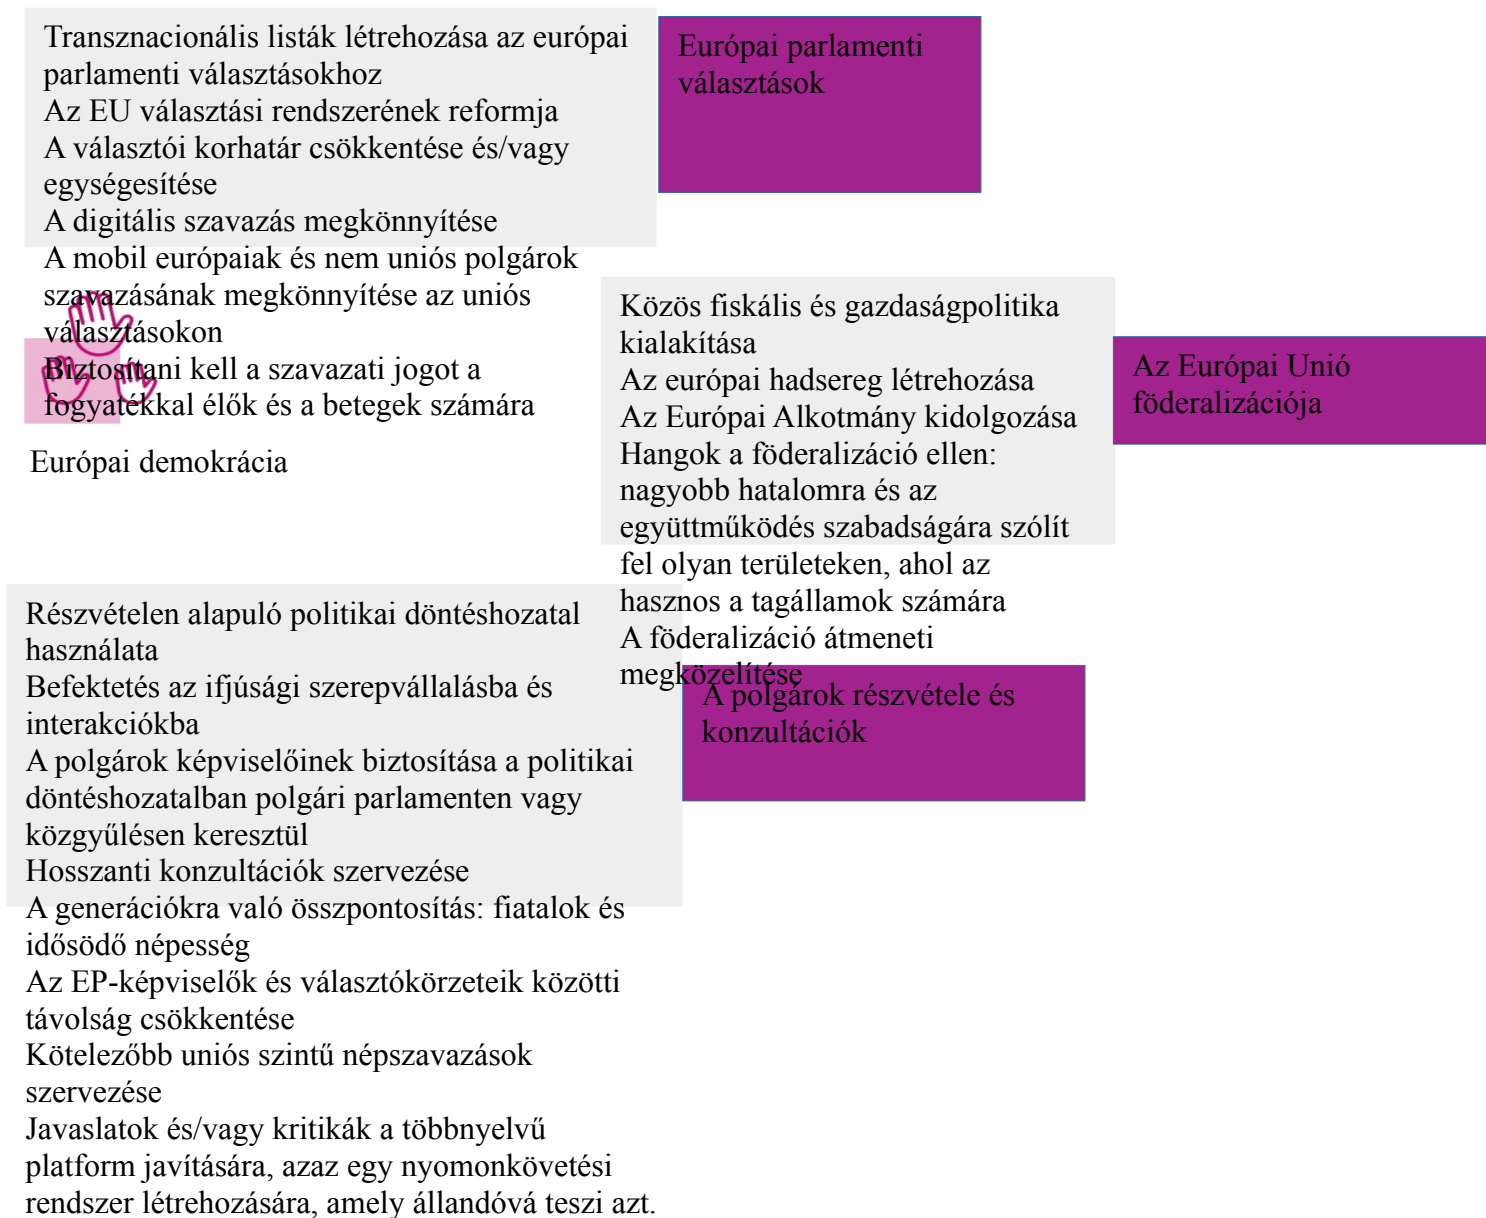 Transznacionális listák létrehozása az európai
parlamenti választásokhoz
Az EU választási rendszerének reformja
A választói korhatár csökkentése és/vagy
egységesítése
A digitális szavazás megkönnyítése
A mobil európaiak és nem uniós polgárok
szavazásának megkönnyítése az uniós
választásokon
Biztosítani kell a szavazati jogot a
fogyatékkal élők és a betegek számára
Európai parlamenti
választások
Európai demokrácia
Közös fiskális és gazdaságpolitika
kialakítása
Az európai hadsereg létrehozása
Az Európai Alkotmány kidolgozása
Hangok a föderalizáció ellen:
nagyobb hatalomra és az
együttműködés szabadságára szólít
fel olyan területeken, ahol az
hasznos a tagállamok számára
A föderalizáció átmeneti
megközelítése
Az Európai Unió
föderalizációja
Részvételen alapuló politikai döntéshozatal
használata
Befektetés az ifjúsági szerepvállalásba és
interakciókba
A polgárok képviselőinek biztosítása a politikai
döntéshozatalban polgári parlamenten vagy
közgyűlésen keresztül
Hosszanti konzultációk szervezése
A generációkra való összpontosítás: fiatalok és
idősödő népesség
Az EP-képviselők és választókörzeteik közötti
távolság csökkentése
Kötelezőbb uniós szintű népszavazások
szervezése
Javaslatok és/vagy kritikák a többnyelvű
platform javítására, azaz egy nyomonkövetési
rendszer létrehozására, amely állandóvá teszi azt.
A polgárok részvétele és
konzultációk